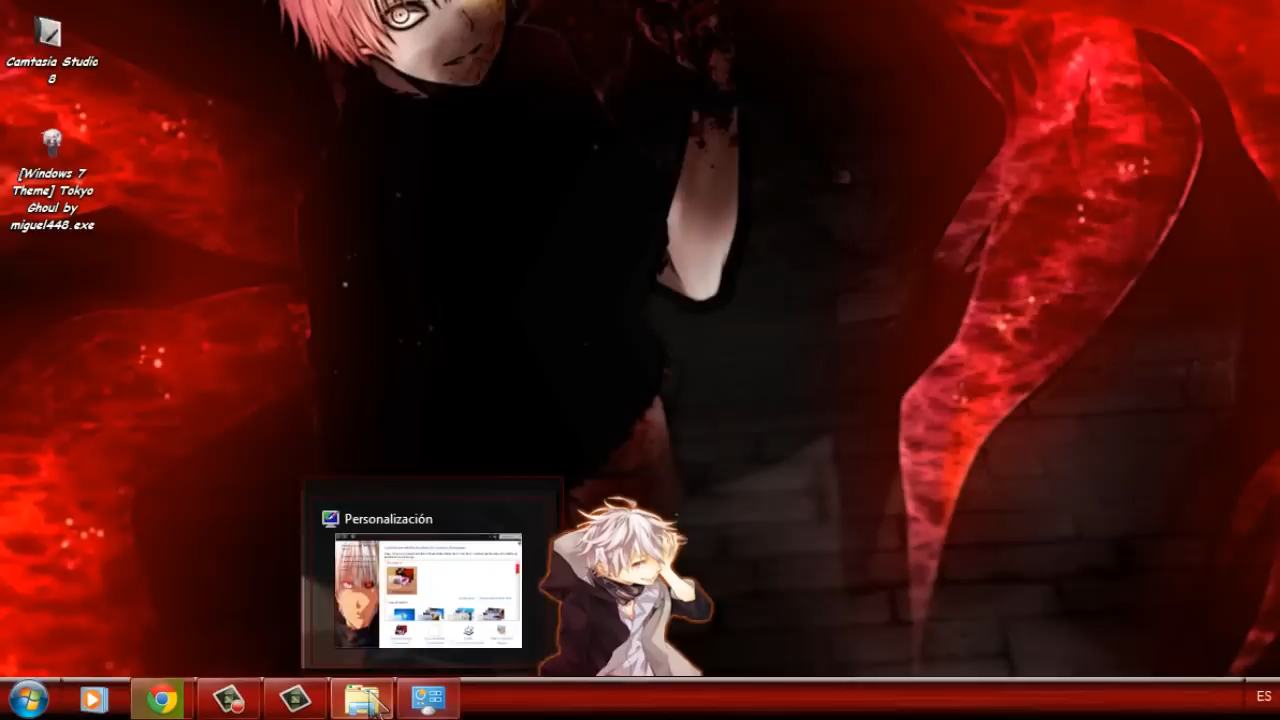 Camtasia Studio
8
[Windows 7
Theme] Tokyo
Ghoul by
miguel448.exe
Personalización
ES